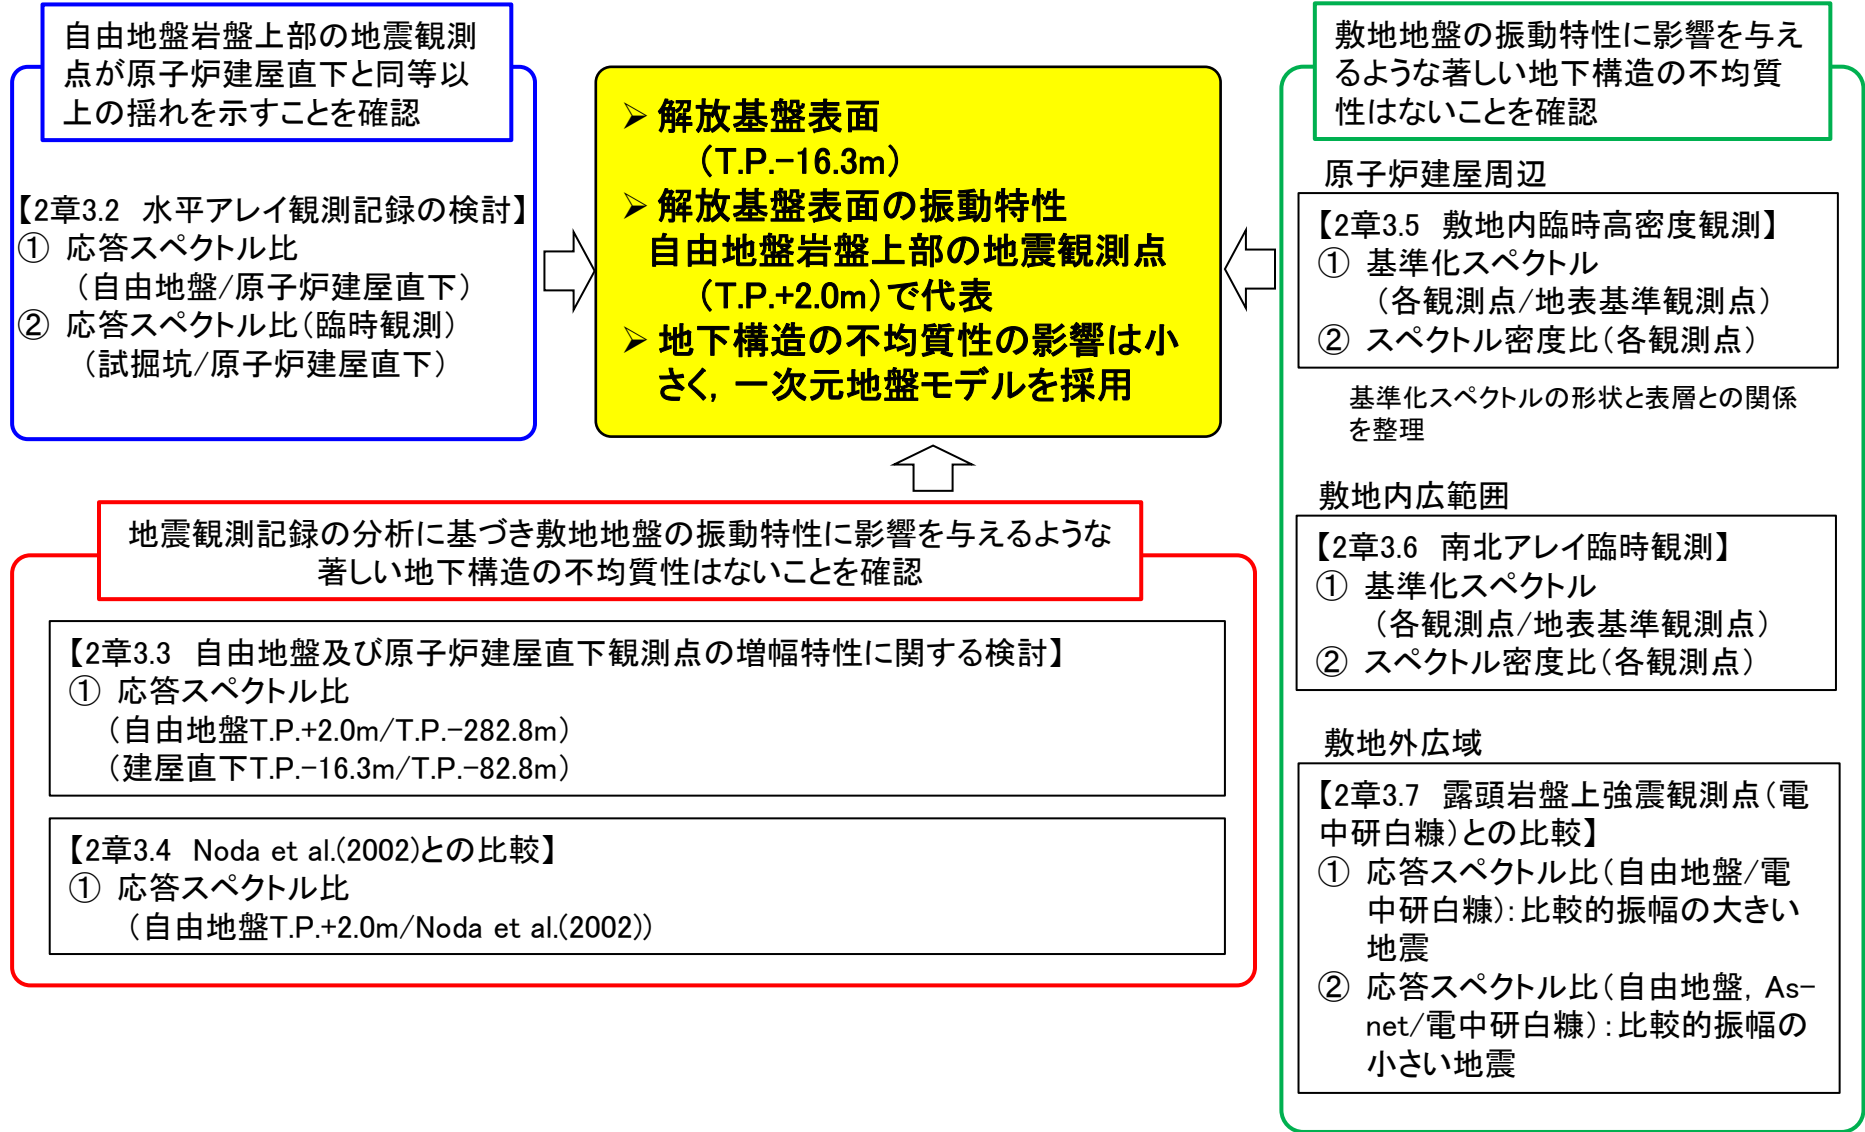 自由地盤岩盤上部の地震観測
点が原子炉建屋直下と同等以
上の揺れを示すことを確認
【2章3.2 水平アレイ観測記録の検討】
① 応答スペクトル比
（自由地盤/原子炉建屋直下）
② 応答スペクトル比（臨時観測）
（試掘坑/原子炉建屋直下）
➢ 解放基盤表面
（T.P.−16.3m）
➢ 解放基盤表面の振動特性
自由地盤岩盤上部の地震観測点
（T.P.+2.0m）で代表
➢ 地下構造の不均質性の影響は小
さく，一次元地盤モデルを採用
敷地地盤の振動特性に影響を与え
るような著しい地下構造の不均質
性はないことを確認
原子炉建屋周辺
【2章3.5 敷地内臨時高密度観測】
① 基準化スペクトル
（各観測点/地表基準観測点）
② スペクトル密度比（各観測点）
基準化スペクトルの形状と表層との関係
を整理
敷地内広範囲
【2章3.6 南北アレイ臨時観測】
① 基準化スペクトル
（各観測点/地表基準観測点）
② スペクトル密度比（各観測点）
敷地外広域
【2章3.7 露頭岩盤上強震観測点（電
中研白糠）との比較】
① 応答スペクトル比（自由地盤/電
中研白糠）：比較的振幅の大きい
地震
② 応答スペクトル比（自由地盤，As−
net/電中研白糠）：比較的振幅の
小さい地震
地震観測記録の分析に基づき敷地地盤の振動特性に影響を与えるような
著しい地下構造の不均質性はないことを確認
【2章3.3 自由地盤及び原子炉建屋直下観測点の増幅特性に関する検討】
① 応答スペクトル比
（自由地盤T.P.+2.0m/T.P.−282.8m）
（建屋直下T.P.−16.3m/T.P.−82.8m）
【2章3.4 Noda et al.(2002)との比較】
① 応答スペクトル比
（自由地盤T.P.+2.0m/Noda et al.(2002)）